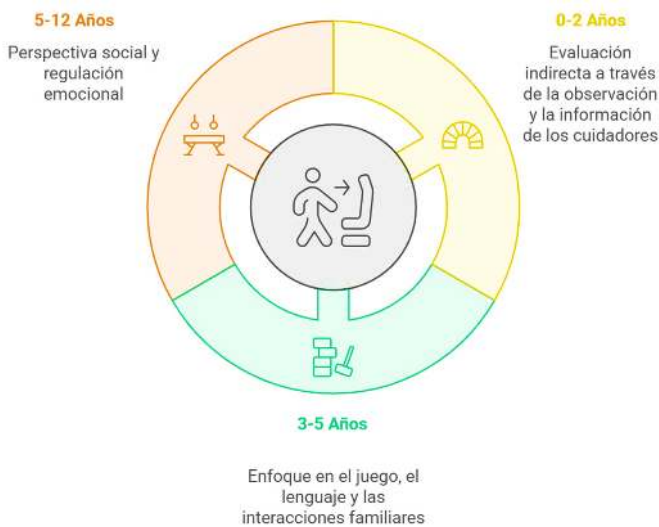 5-12 Años
Perspectiva social y
regulación
emocional
0-2 Años
Evaluación
indirecta a través
de la observación
y la información
de los cuidadores
3-5 Años
Enfoque en el juego, el
lenguaje y las
interacciones familiares